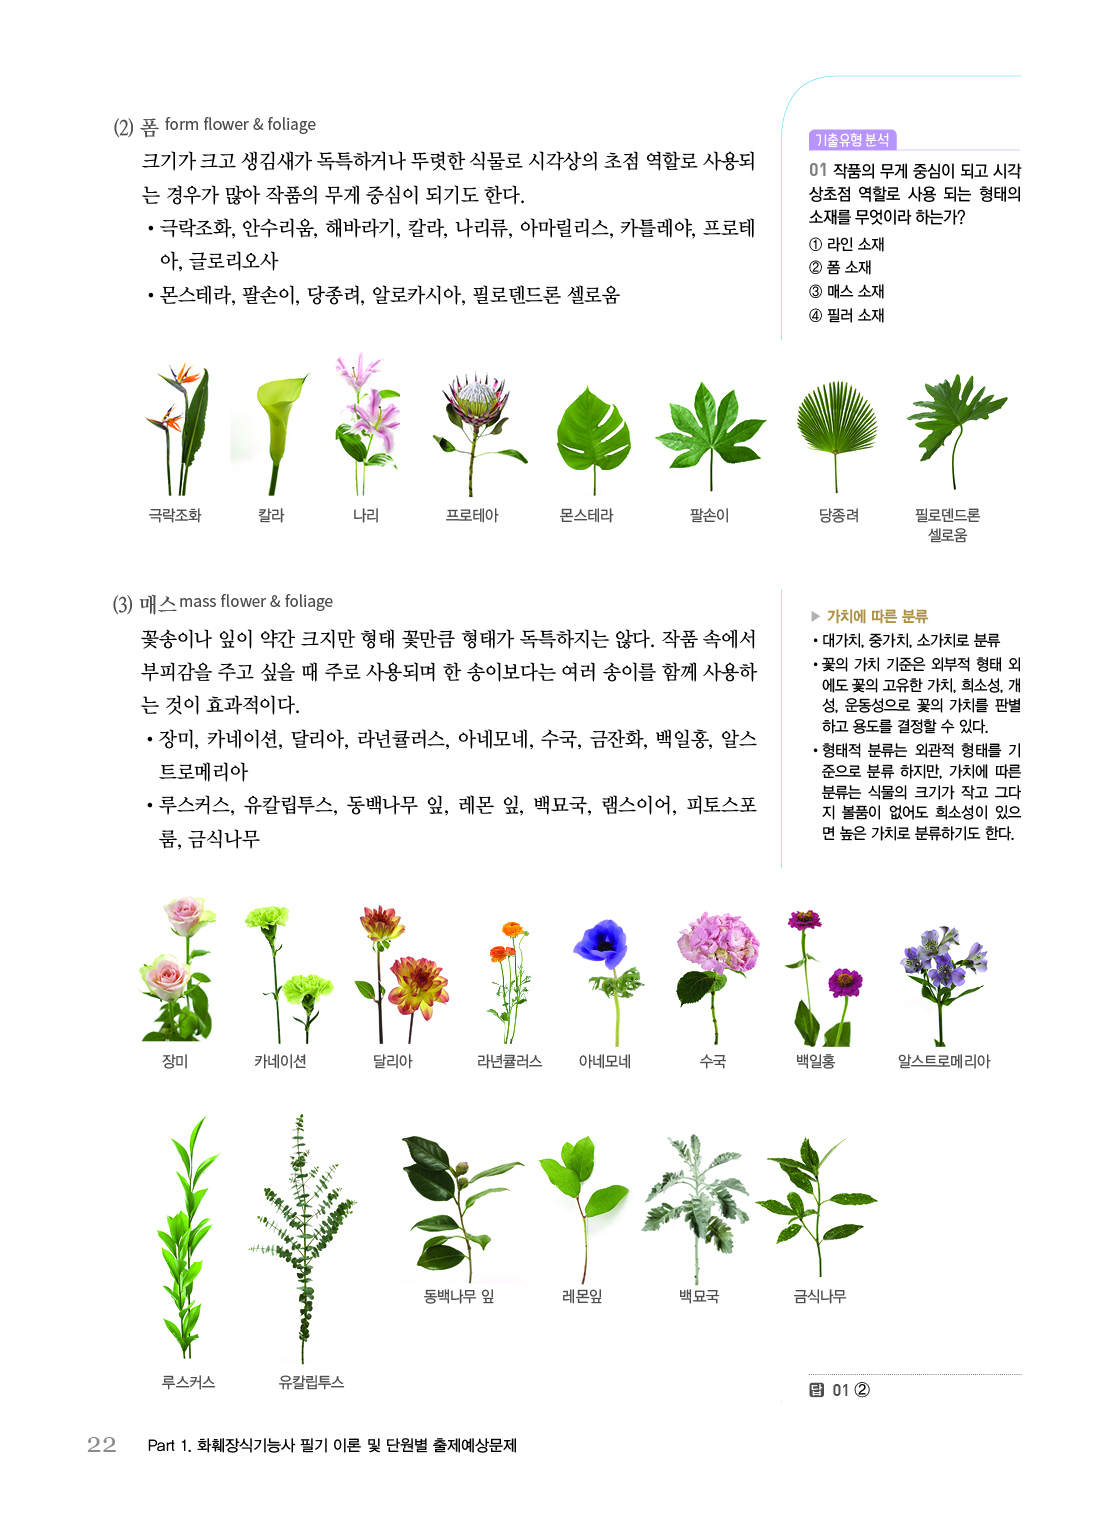 (2) 폼 form flower & foliage
크기가 크고 생김새가 독특하거나 뚜렷한 식물로 시각상의 초점 역할로 사용되
는 경우가 많아 작품의 무게 중심이 되기도 한다.
• 극락조화, 안수리움, 해바라기, 칼라, 나리류, 아마릴리스, 카틀레야, 프로테
아, 글로리오사
• 몬스테라, 팔손이, 당종려, 알로카시아, 필로덴드론 셀로움
기출유형 분석
01 작품의 무게 중심이 되고 시각
상초점 역할로 사용 되는 형태의
소재를 무엇이라 하는가?
① 라인 소재
② 폼 소재
③ 매스 소재
④ 필러 소재
극락조화 칼라 나리 프로테아 몬스테라 팔손이 당종려 필로덴드론
셀로움
(3) 매스 mass flower & foliage
꽃송이나 잎이 약간 크지만 형태 꽃만큼 형태가 독특하지는 않다. 작품 속에서
부피감을 주고 싶을 때 주로 사용되며 한 송이보다는 여러 송이를 함께 사용하
는 것이 효과적이다.
• 장미, 카네이션, 달리아, 라넌큘러스, 아네모네, 수국, 금잔화, 백일홍, 알스
트로메리아
• 루스커스, 유칼립투스, 동백나무 잎, 레몬 잎, 백묘국, 램스이어, 피토스포
룸, 금식나무
▶ 가치에 따른 분류
• 대가치, 중가치, 소가치로 분류
• 꽃의 가치 기준은 외부적 형태 외
에도 꽃의 고유한 가치, 희소성, 개
성, 운동성으로 꽃의 가치를 판별
하고 용도를 결정할 수 있다.
• 형태적 분류는 외관적 형태를 기
준으로 분류 하지만, 가치에 따른
분류는 식물의 크기가 작고 그다
지 볼품이 없어도 희소성이 있으
면 높은 가치로 분류하기도 한다.
장미 카네이션 달리아 라넌큘러스 아네모네 수국 백일홍 알스트로메리아
동백나무 잎 레몬잎 백묘국 금식나무
루스커스 유칼립투스
답 01 ②
22 Part 1. 화훼장식기능사 필기 이론 및 단원별 출제예상문제